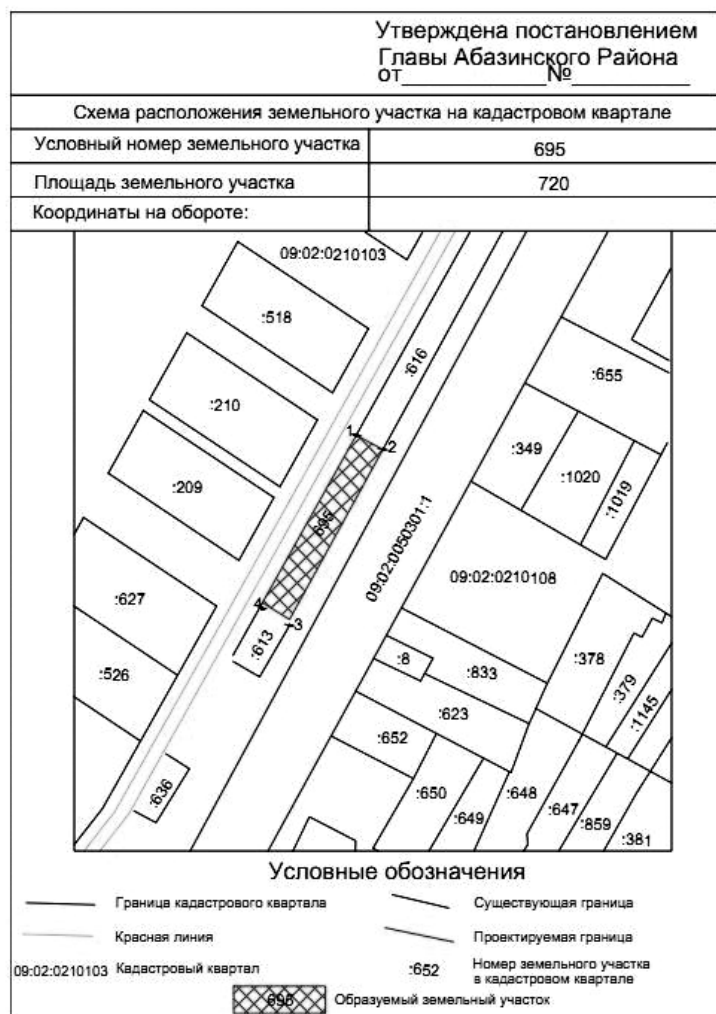 Утверждена постановлением
Главы Абазинского Района
от____________№__________
Схема расположения земельного участка на кадастровом квартале
Условный номер земельного участка
695
Площадь земельного участка
720
Координаты на обороте:
09:02:0210103
:518
:616
:655
:210
1
2
:349
:1020
:1019
:209
695
09:02:0050301:1
09:02:0210108
:627
4
3
:613
:8
:833
:378
:526
:379
:623
:1145
:652
:636
:650
:649
:648
:647
:859
:381
Условные обозначения
Граница кадастрового квартала
Существующая граница
Красная линия
Проектируемая граница
09:02:0210103 Кадастровый квартал
:652 Номер земельного участка
в кадастровом квартале
695 Образуемый земельный участок